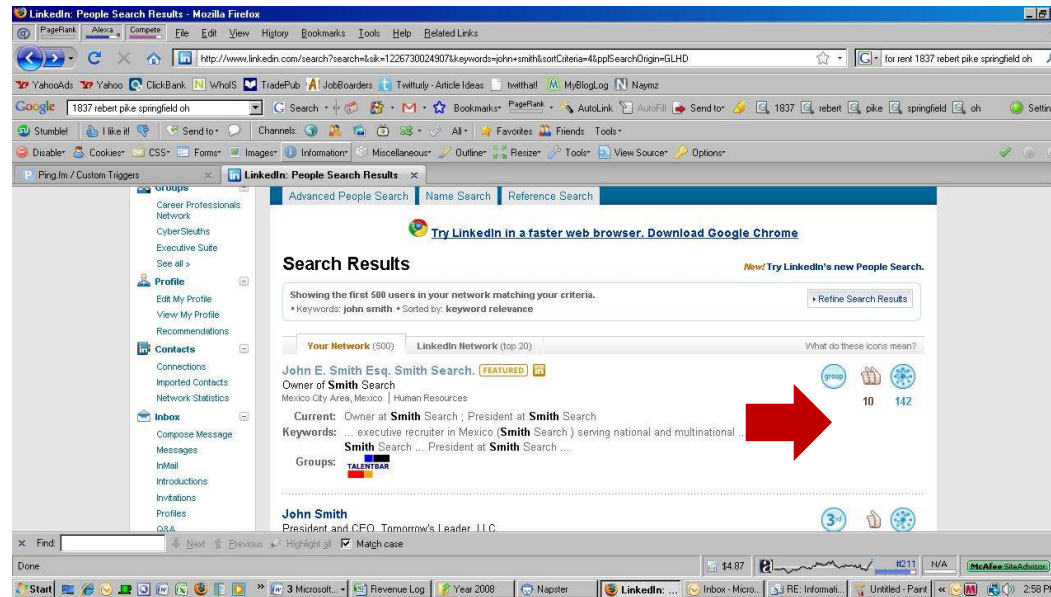 LinkedIn: People Search Results - Mozilla Firefox
PageRank Alexa Compete File Edit View History Bookmarks Tools Help Related Links
http://www.linkedin.com/search?search=&sik=1226730024907&keywords=john+smith&sortCriteria=4&pplSearchOrigin=GLHD
for rent 1837 rebert pike springfield oh
YahooAds Yahoo ClickBank WhoIS TradePub JobBoarders Twitturly - Article Ideas twitthat! MyBlogLog Naymz
Google 1837 rebert pike springfield oh Search Bookmarks PageRank AutoLink AutoFill Send to 1837 rebert pike springfield oh
Stumble! I like it! Send to Channels: All Favorites Friends Tools
Disable Cookies CSS Forms Images Information Miscellaneous Outline Resize Tools View Source Options
Ping.fm / Custom Triggers LinkedIn: People Search Results
Groups
Career Professionals Network
CyberSleuths
Executive Suite
See all »
Profile
Edit My Profile
View My Profile
Recommendations
Contacts
Connections
Imported Contacts
Network Statistics
Inbox
Compose Message
Messages
InMail
Introductions
Invitations
Profiles
Q&A
Advanced People Search Name Search Reference Search
Try LinkedIn in a faster web browser. Download Google Chrome
Search Results
New! Try LinkedIn's new People Search.
Showing the first 500 users in your network matching your criteria.
• Keywords: john smith • Sorted by: keyword relevance
Refine Search Results
Your Network (500) LinkedIn Network (top 20) What do these icons mean?
John E. Smith Esq. Smith Search. FEATURED in
group
Owner of Smith Search
Mexico City Area, Mexico | Human Resources
10 142
Current: Owner at Smith Search ; President at Smith Search
Keywords: ... executive recruiter in Mexico (Smith Search ) serving national and multinational ...
Smith Search ... President at Smith Search ...
Groups: TALENTBAR
John Smith
3rd
President and CEO, Tomorrow's Leader, LLC
Find: Next Previous Highlight all Match case
Done $4.87 #211 N/A McAfee SiteAdvisor
Start 3 Microsoft... Revenue Log Year 2008 Napster LinkedIn: ... Inbox - Micro... RE: Informati... Untitled - Paint 2:58 PM